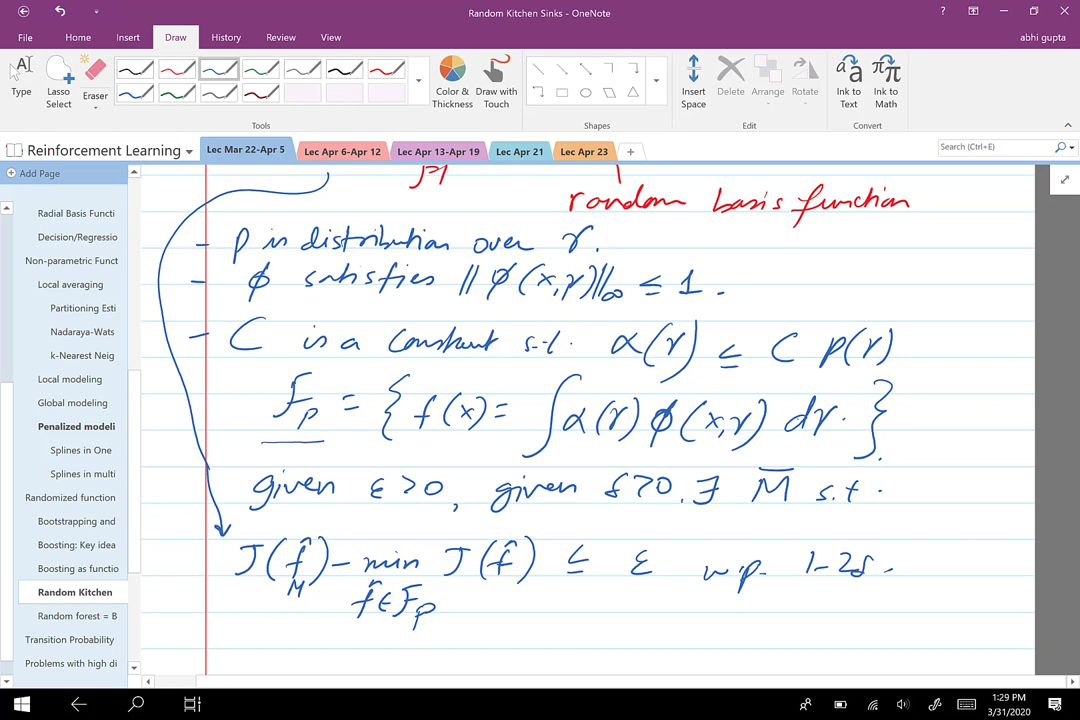 Random Kitchen Sinks - OneNote
File Home Insert Draw History Review View
abhi gupta
Type
Lasso Select
Eraser
Color & Thickness
Draw with Touch
Insert Space
Delete
Arrange
Rotate
Ink to Text
Ink to Math
Tools
Shapes
Edit
Convert
Reinforcement Learning
Lec Mar 22-Apr 5
Lec Apr 6-Apr 12
Lec Apr 13-Apr 19
Lec Apr 21
Lec Apr 23
Search (Ctrl+E)
Add Page
Radial Basis Functi
Decision/Regressio
Non-parametric Funct
Local averaging
Partitioning Esti
Nadaraya-Wats
k-Nearest Neig
Local modeling
Global modeling
Penalized modeli
Splines in One
Splines in multi
Randomized function
Bootstrapping and
Boosting: Key idea
Boosting as functio
Random Kitchen
Random forest = B
Transition Probability
Problems with high di
random basis function
- p is distribution over γ.
- φ satisfies ||φ(x,γ)||∞ ≤ 1.
- C is a constant s.t. α(γ) ≤ C p(γ)
F_p = { f(x) = ∫ α(γ) φ(x,γ) dγ. }.
given ε>0, given δ>0, ∃ M̅ s.t.
J(f̂_M) - min_{f̂∈F_p} J(f̂) ≤ ε w.p. 1-2δ.
1:29 PM
3/31/2020